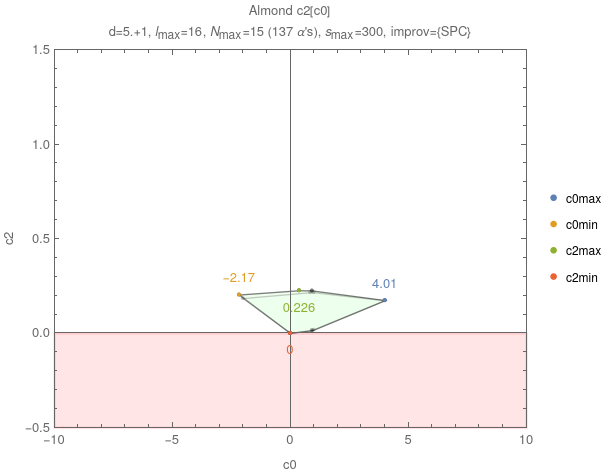 Almond c2[c0]
d=5.+1, lmax=16, Nmax=15 (137 α's), smax=300, improv={SPC}
1.5
1.0
0.5
0.0
−0.5
c2
−2.17
4.01
0.226
0
−10
−5
0
5
10
c0
c0max
c0min
c2max
c2min